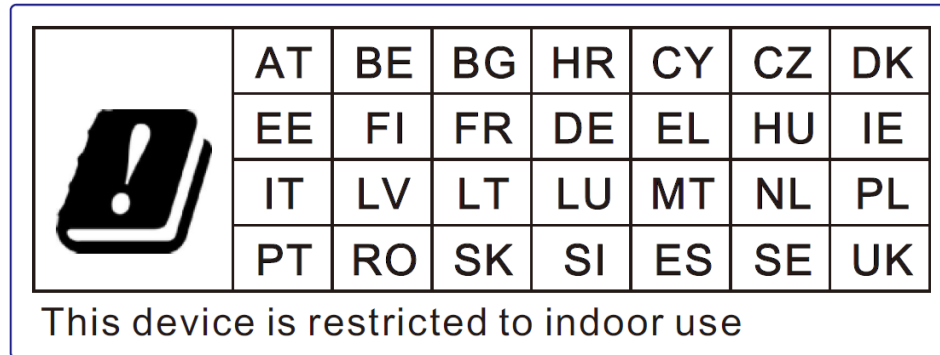 AT BE BG HR CY CZ DK
EE FI FR DE EL HU IE
IT LV LT LU MT NL PL
PT RO SK SI ES SE UK
This device is restricted to indoor use